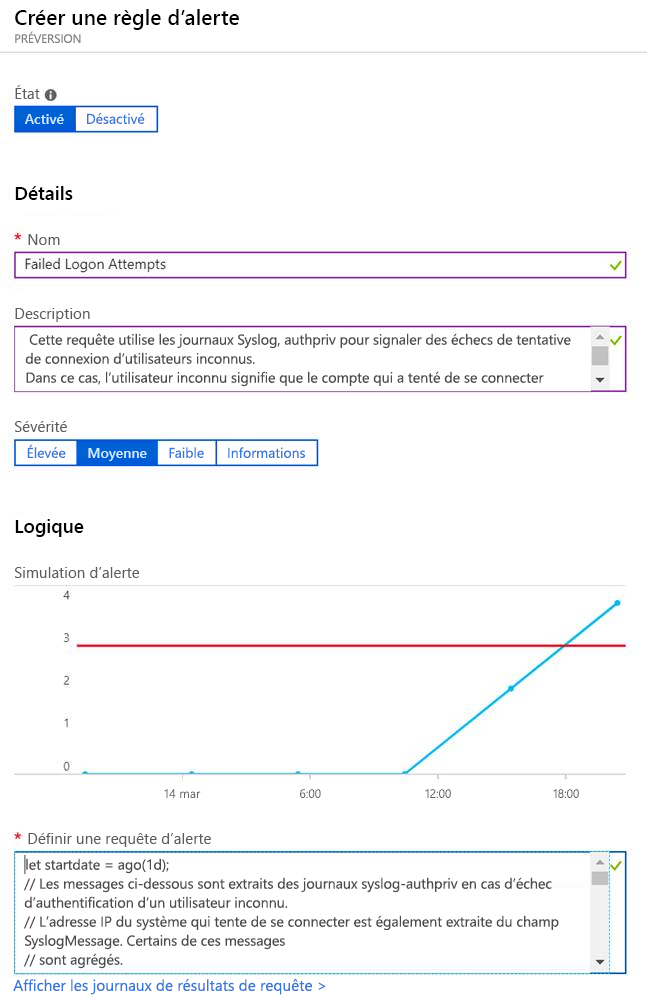 Créer une règle d’alerte
PRÉVERSION
État
Activé Désactivé
Détails
* Nom
Failed Logon Attempts
Description
Cette requête utilise les journaux Syslog, authpriv pour signaler des échecs de tentative
de connexion d’utilisateurs inconnus.
Dans ce cas, l’utilisateur inconnu signifie que le compte qui a tenté de se connecter
Sévérité
Élevée Moyenne Faible Informations
Logique
Simulation d’alerte
4
3
2
1
0
14 mar 6:00 12:00 18:00
* Définir une requête d’alerte
let startdate = ago(1d);
// Les messages ci-dessous sont extraits des journaux syslog-authpriv en cas d’échec
d’authentification d’un utilisateur inconnu.
// L’adresse IP du système qui tente de se connecter est également extraite du champ
SyslogMessage. Certains de ces messages
// sont agrégés.
Afficher les journaux de résultats de requête >